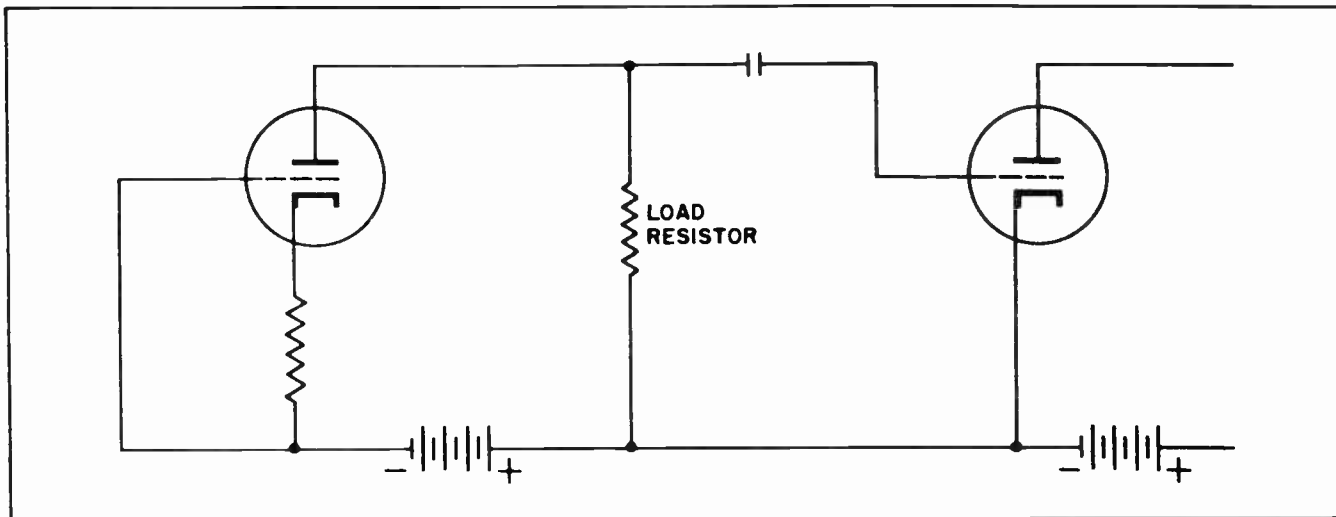 LOAD
RESISTOR
- +
- +